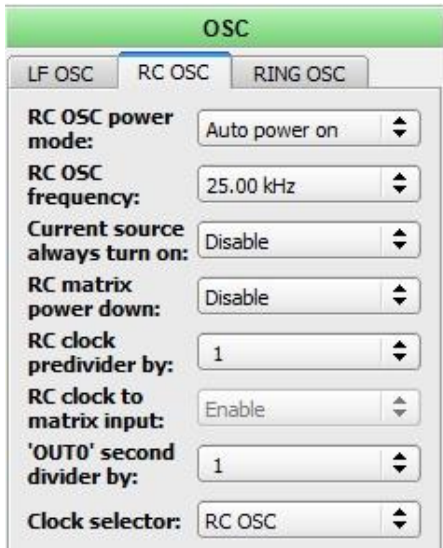 OSC
LF OSC RC OSC RING OSC
RC OSC power
mode:
Auto power on
RC OSC
frequency:
25.00 kHz
Current source
always turn on:
Disable
RC matrix
power down:
Disable
RC clock
predivider by:
1
RC clock to
matrix input:
Enable
'OUT0' second
divider by:
1
Clock selector: RC OSC